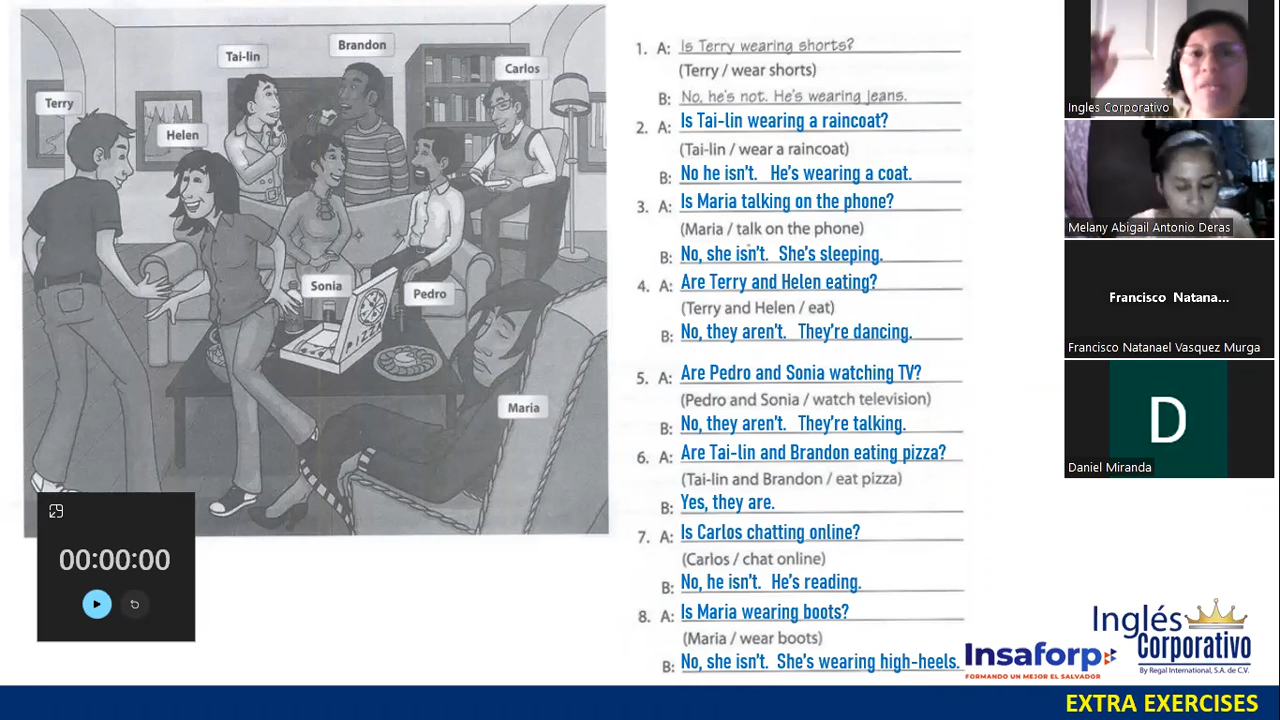 Terry
Helen
Tai-lin
Brandon
Carlos
Sonia
Pedro
Maria
00:00:00
1. A: Is Terry wearing shorts?
(Terry / wear shorts)
B: No, he's not. He's wearing jeans.
2. A: Is Tai-lin wearing a raincoat?
(Tai-lin / wear a raincoat)
B: No he isn't. He's wearing a coat.
3. A: Is Maria talking on the phone?
(Maria / talk on the phone)
B: No, she isn't. She's sleeping.
4. A: Are Terry and Helen eating?
(Terry and Helen / eat)
B: No, they aren't. They're dancing.
5. A: Are Pedro and Sonia watching TV?
(Pedro and Sonia / watch television)
B: No, they aren't. They're talking.
6. A: Are Tai-lin and Brandon eating pizza?
(Tai-lin and Brandon / eat pizza)
B: Yes, they are.
7. A: Is Carlos chatting online?
(Carlos / chat online)
B: No, he isn't. He's reading.
8. A: Is Maria wearing boots?
(Maria / wear boots)
B: No, she isn't. She's wearing high-heels.
Ingles Corporativo
Melany Abigail Antonio Deras
Francisco Natana...
Francisco Natanael Vasquez Murga
D
Daniel Miranda
Insaforp
FORMANDO UN MEJOR EL SALVADOR
Inglés
Corporativo
By Regal International, S.A. de C.V.
EXTRA EXERCISES